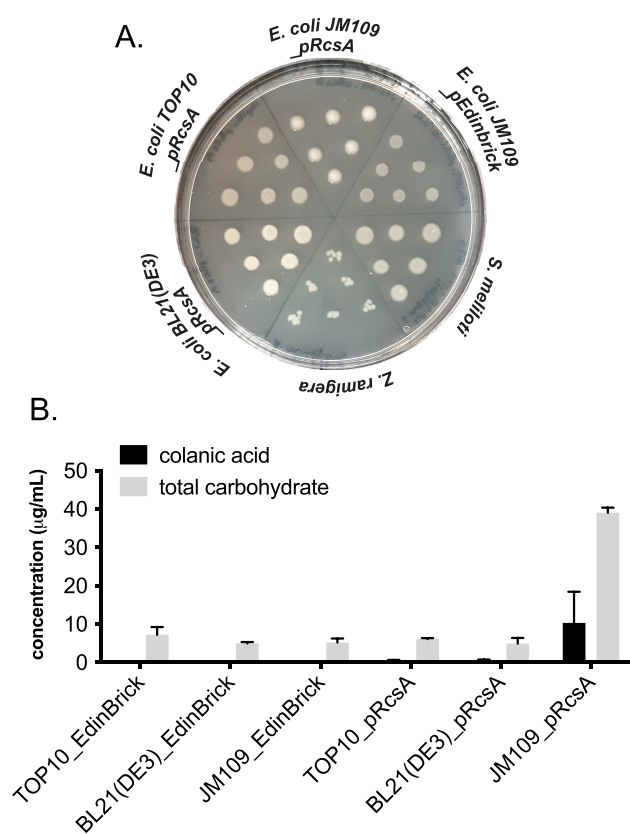 A.
E. coli JM109
_pRcsA
E. coli TOP10
_pRcsA
E. coli JM109
_pEdinbrick
E. coli BL21(DE3)
_pRcsA
S. meliloti
Z. ramigera
B.
colanic acid
total carbohydrate
concentration (µg/mL)
50
40
30
20
10
0
TOP10_EdinBrick
BL21(DE3)_EdinBrick
JM109_EdinBrick
TOP10_pRcsA
BL21(DE3)_pRcsA
JM109_pRcsA